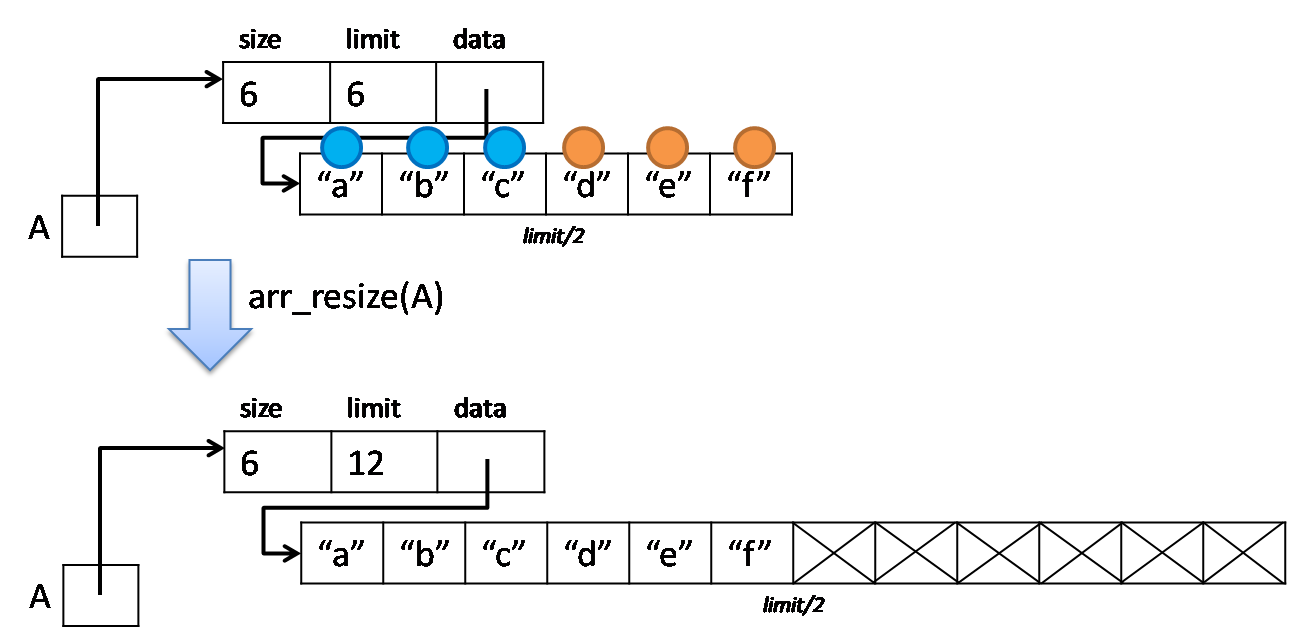 size limit data
6 6
“a” “b” “c” “d” “e” “f”
A
limit/2
arr_resize(A)
size limit data
6 12
“a” “b” “c” “d” “e” “f”
A
limit/2